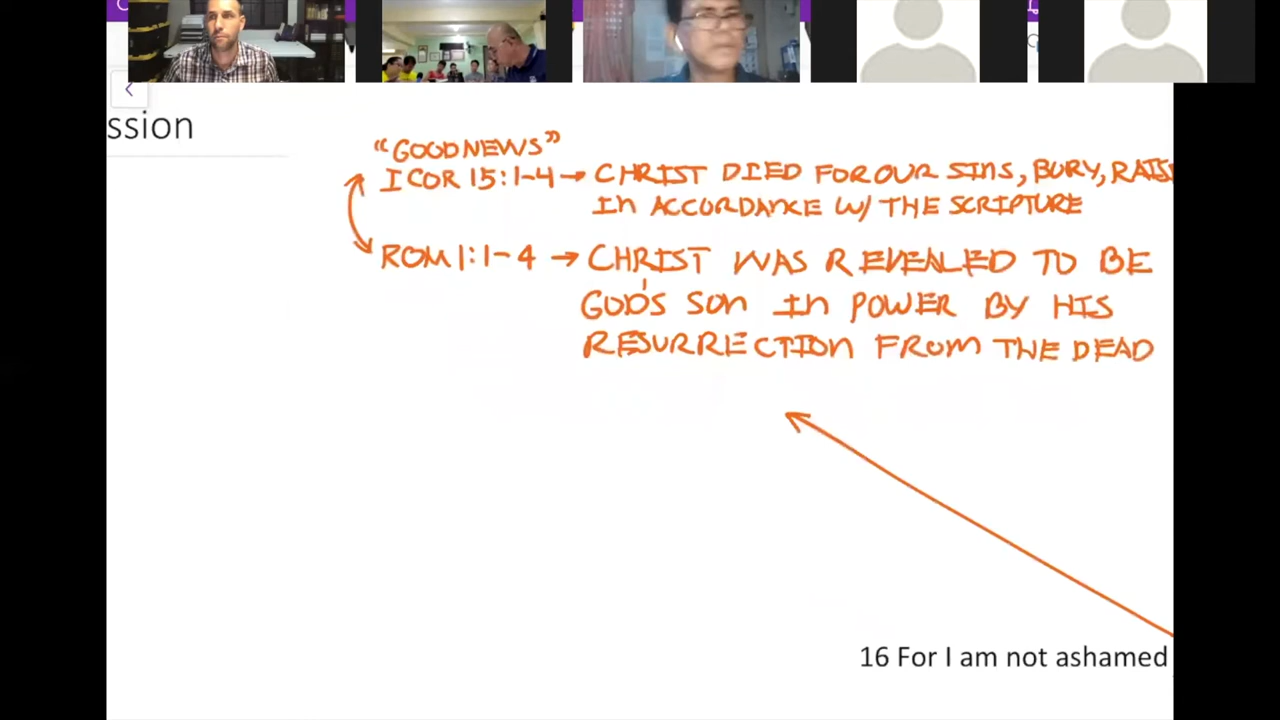 ssion
“GOODNEWS”
I COR 15:1-4 → CHRIST DIED FOR OUR SINS, BURY, RAISE
IN ACCORDANCE W/ THE SCRIPTURE
ROM 1:1-4 → CHRIST WAS REVEALED TO BE
GOD'S SON IN POWER BY HIS
RESURRECTION FROM THE DEAD
16 For I am not ashamed